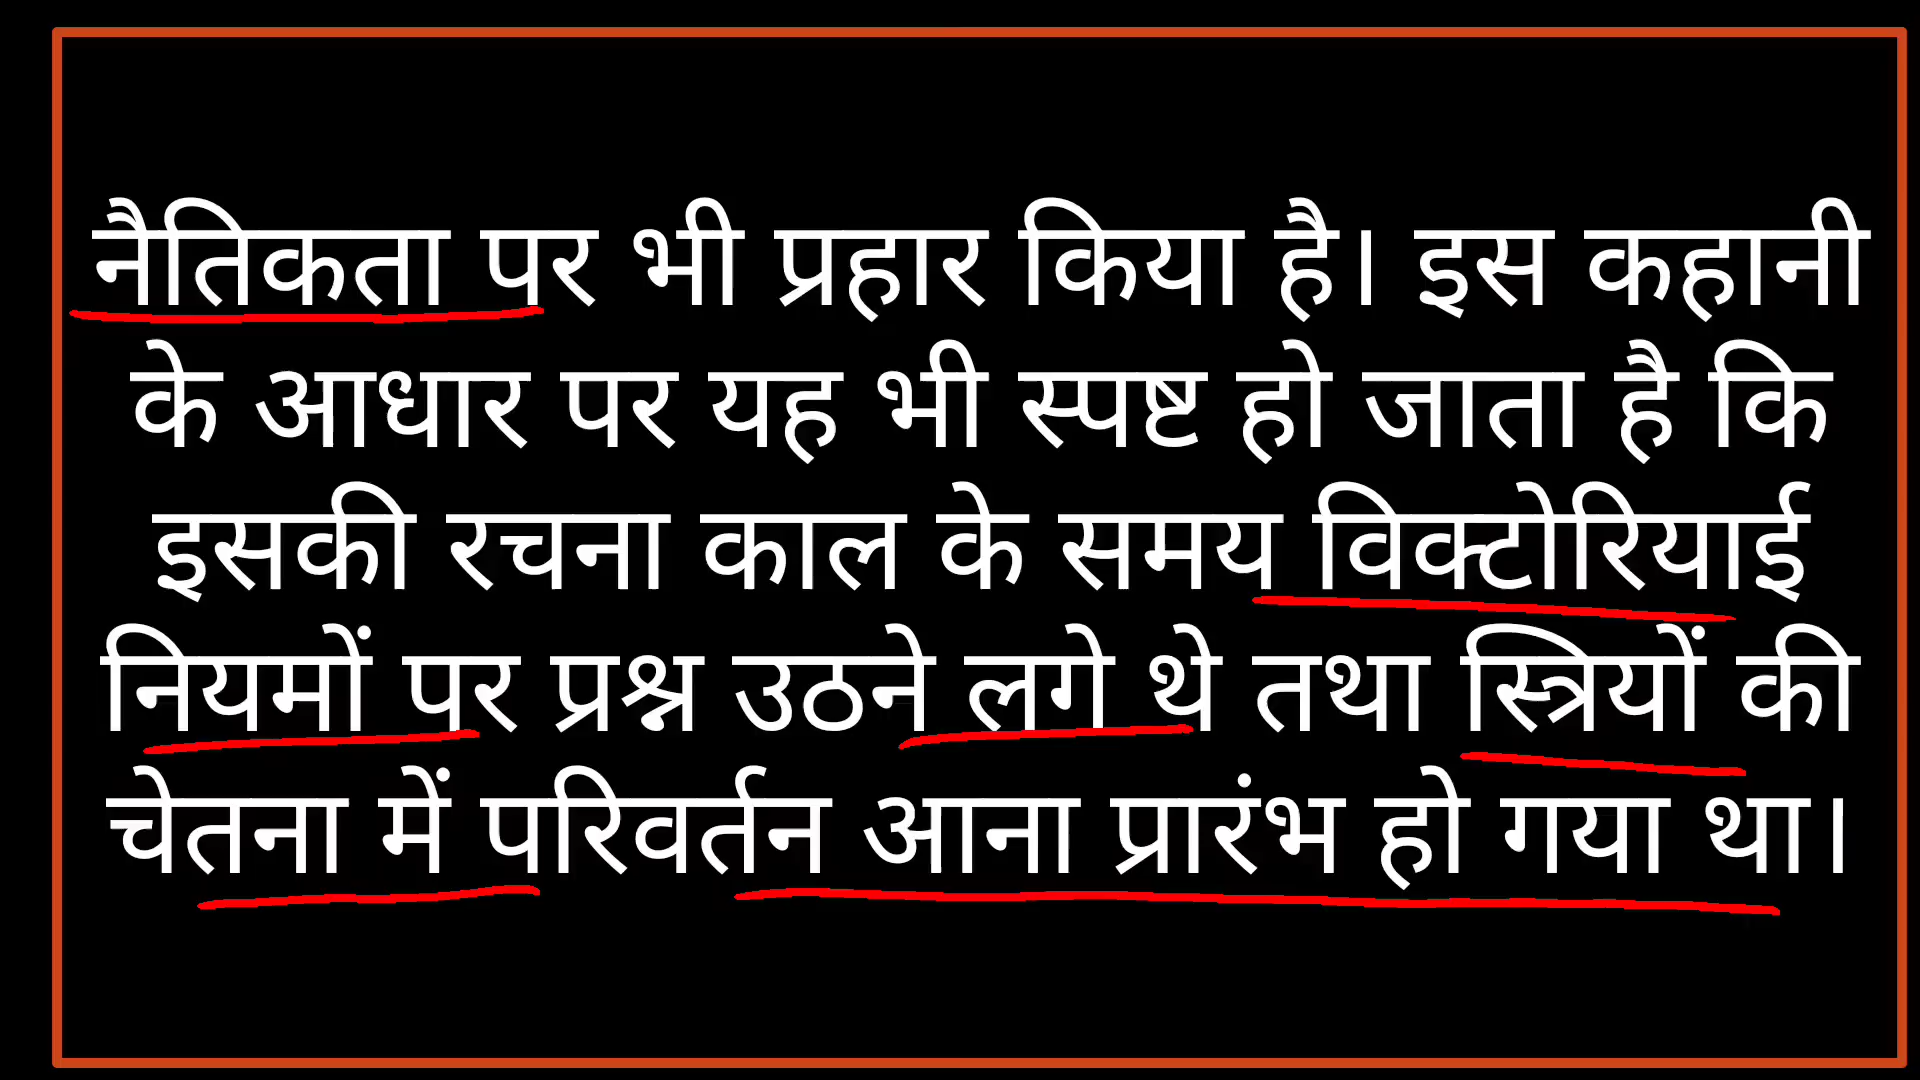 नैतिकता पर भी प्रहार किया है। इस कहानी
के आधार पर यह भी स्पष्ट हो जाता है कि
इसकी रचना काल के समय विक्टोरियाई
नियमों पर प्रश्न उठने लगे थे तथा स्त्रियों की
चेतना में परिवर्तन आना प्रारंभ हो गया था।